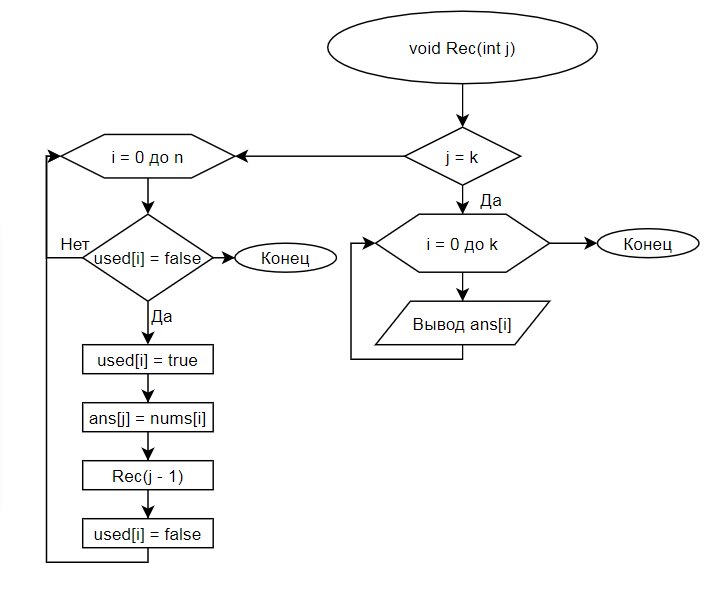 void Rec(int j)
i = 0 до n
j = k
Да
i = 0 до k
Конец
Нет
used[i] = false
Конец
Вывод ans[i]
Да
used[i] = true
ans[j] = nums[i]
Rec(j - 1)
used[i] = false